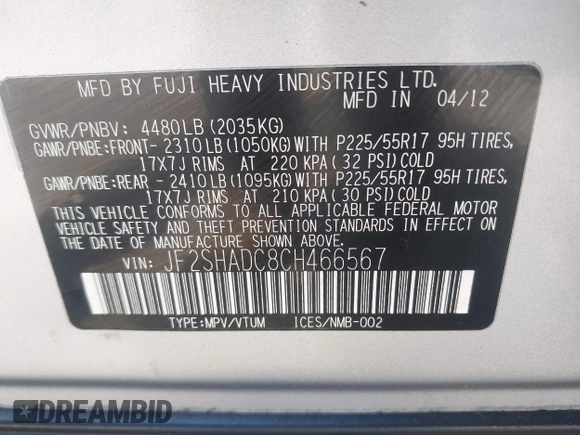 MFD BY FUJI HEAVY INDUSTRIES LTD.
MFD IN 04/12
GVWR/PNBV: 4480LB (2035KG)
GAWR/PNBE:FRONT- 2310LB (1050KG) WITH P225/55R17 95H TIRES,
17X7J RIMS AT 220 KPA (32 PSI) COLD
GAWR/PNBE:REAR - 2410LB (1095KG) WITH P225/55R17 95H TIRES,
17X7J RIMS AT 210 KPA (30 PSI) COLD
THIS VEHICLE CONFORMS TO ALL APPLICABLE FEDERAL MOTOR
VEHICLE SAFETY AND THEFT PREVENTION STANDARDS IN EFFECT ON
THE DATE OF MANUFACTURE SHOWN ABOVE.
VIN: JF2SHADC8CH466567
TYPE:MPV/VTUM ICES/NMB-002
DREAMBID